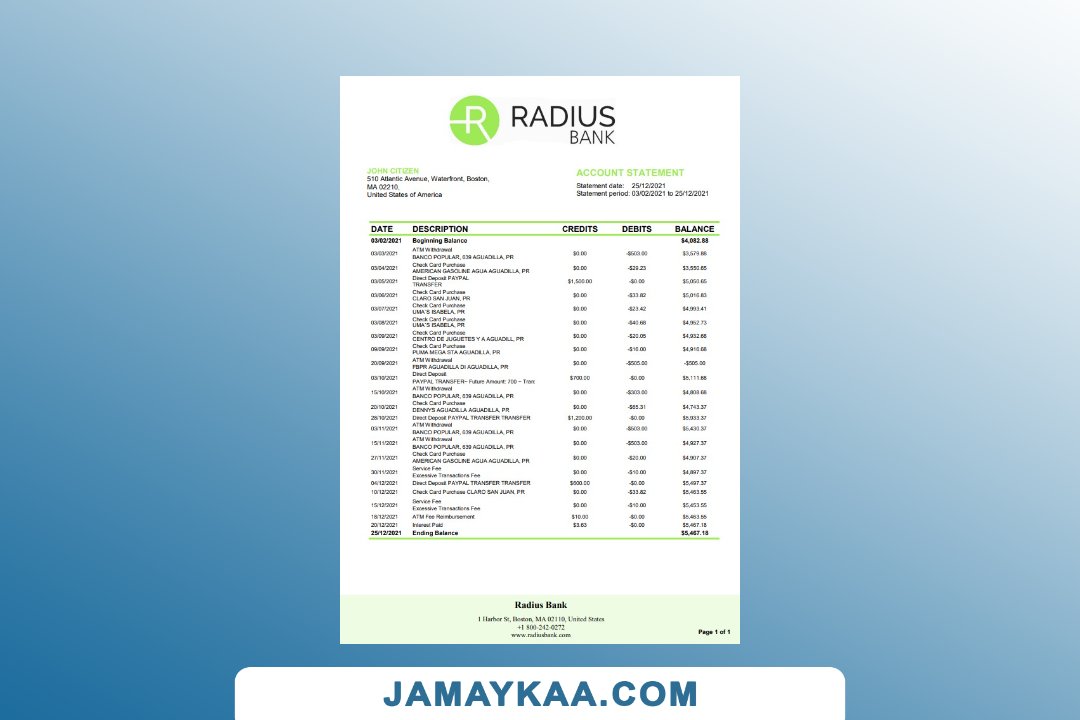 R RADIUS
BANK
JOHN CITIZEN
510 Atlantic Avenue, Waterfront, Boston,
MA 02210,
United States of America
ACCOUNT STATEMENT
Statement date: 25/12/2021
Statement period: 03/02/2021 to 25/12/2021
DATE DESCRIPTION CREDITS DEBITS BALANCE
03/02/2021 Beginning Balance $4,082.88
03/03/2021 ATM Withdrawal
BANCO POPULAR, 039 AGUADILLA, PR $0.00 -$503.00 $3,579.88
03/04/2021 Check Card Purchase
AMERICAN GASOLINE AGUA AGUADILLA, PR $0.00 -$29.23 $3,550.65
03/05/2021 Direct Deposit PAYPAL
TRANSFER $1,500.00 -$0.00 $5,050.65
03/06/2021 Check Card Purchase
CLARO SAN JUAN, PR $0.00 -$33.82 $5,016.83
03/07/2021 Check Card Purchase
UMA'S ISABELA, PR $0.00 -$23.42 $4,993.41
03/08/2021 Check Card Purchase
UMA'S ISABELA, PR $0.00 -$40.68 $4,952.73
03/09/2021 Check Card Purchase
CENTRO DE JUGUETES Y A AGUADILL, PR $0.00 -$20.05 $4,932.68
09/09/2021 Check Card Purchase
PUMA MEGA STA AGUADILLA, PR $0.00 -$16.00 $4,916.68
20/09/2021 ATM Withdrawal
FBPR AGUADILLA DI AGUADILLA, PR $0.00 -$505.00 -$505.00
03/10/2021 Direct Deposit
PAYPAL TRANSFER~ Future Amount: 700 ~ Tran: $700.00 -$0.00 $5,111.68
15/10/2021 ATM Withdrawal
BANCO POPULAR, 639 AGUADILLA, PR $0.00 -$303.00 $4,808.68
20/10/2021 Check Card Purchase
DENNYS AGUADILLA AGUADILLA, PR $0.00 -$65.31 $4,743.37
28/10/2021 Direct Deposit PAYPAL TRANSFER TRANSFER $1,200.00 -$0.00 $5,933.37
03/11/2021 ATM Withdrawal
BANCO POPULAR, 039 AGUADILLA, PR $0.00 -$503.00 $5,430.37
15/11/2021 ATM Withdrawal
BANCO POPULAR, 639 AGUADILLA, PR $0.00 -$503.00 $4,927.37
27/11/2021 Check Card Purchase
AMERICAN GASOLINE AGUA AGUADILLA, PR $0.00 -$20.00 $4,907.37
30/11/2021 Service Fee
Excessive Transactions Fee $0.00 -$10.00 $4,897.37
04/12/2021 Direct Deposit PAYPAL TRANSFER TRANSFER $600.00 -$0.00 $5,497.37
10/12/2021 Check Card Purchase CLARO SAN JUAN, PR $0.00 -$33.82 $5,463.55
15/12/2021 Service Fee
Excessive Transactions Fee $0.00 -$10.00 $5,453.55
18/12/2021 ATM Fee Reimbursement $10.00 -$0.00 $5,463.55
20/12/2021 Interest Paid $3.63 -$0.00 $5,467.18
25/12/2021 Ending Balance $5,467.18
Radius Bank
1 Harbor St, Boston, MA 02110, United States
+1 800-242-0272
www.radiusbank.com
Page 1 of 1
JAMAYKAA.COM